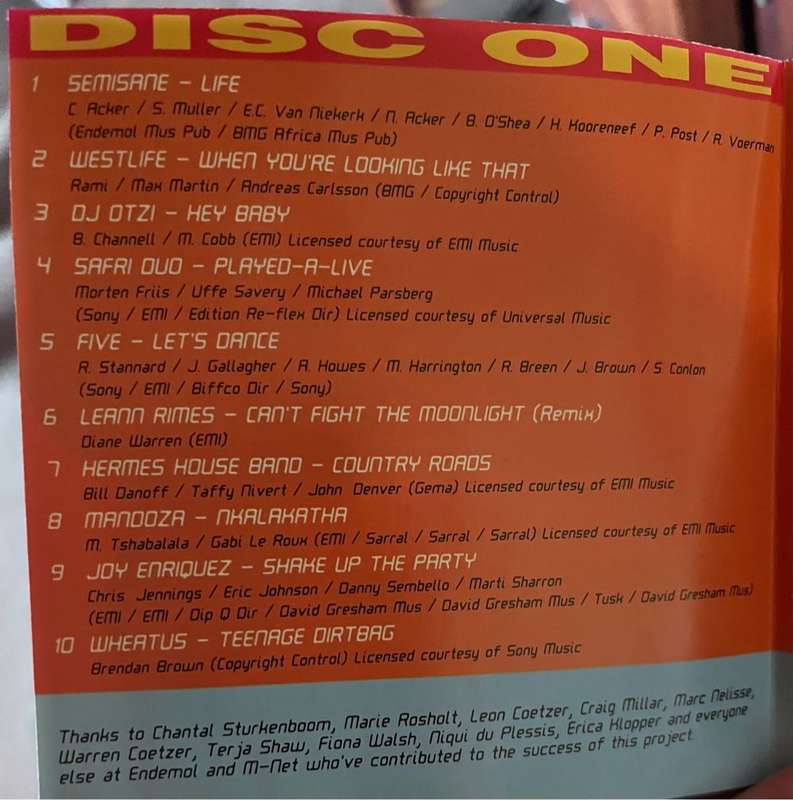 DISC ONE
1 SEMISANE – LIFE
C. Acker / S. Muller / E.C. Van Niekerk / N. Acker / B. O'Shea / H. Kooreneef / P. Post / R. Voerman
(Endemol Mus Pub / BMG Africa Mus Pub)
2 WESTLIFE – WHEN YOU'RE LOOKING LIKE THAT
Rami / Max Martin / Andreas Carlsson (BMG / Copyright Control)
3 DJ OTZI – HEY BABY
B. Channell / M. Cobb (EMI) Licensed courtesy of EMI Music
4 SAFRI DUO – PLAYED-A-LIVE
Morten Friis / Uffe Savery / Michael Parsberg
(Sony / EMI / Edition Re-flex Dir) Licensed courtesy of Universal Music
5 FIVE – LET'S DANCE
R. Stannard / J. Gallagher / A. Howes / M. Harrington / R. Breen / J. Brown / S. Conlon
(Sony / EMI / Biffco Dir / Sony)
6 LEANN RIMES – CAN'T FIGHT THE MOONLIGHT (Remix)
Diane Warren (EMI)
7 HERMES HOUSE BAND – COUNTRY ROADS
Bill Danoff / Taffy Nivert / John Denver (Gema) Licensed courtesy of EMI Music
8 MANDOZA – NKALAKATHA
M. Tshabalala / Gabi Le Roux (EMI / Sarral / Sarral / Sarral) Licensed courtesy of EMI Music
9 JOY ENRIQUEZ – SHAKE UP THE PARTY
Chris Jennings / Eric Johnson / Danny Sembello / Marti Sharron
(EMI / EMI / Dip Q Dir / David Gresham Mus / David Gresham Mus / Tusk / David Gresham Mus)
10 WHEATUS – TEENAGE DIRTBAG
Brendan Brown (Copyright Control) Licensed courtesy of Sony Music
Thanks to Chantal Sturkenboom, Marie Rosholt, Leon Coetzer, Craig Millar, Marc Nelisse,
Warren Coetzer, Terja Shaw, Fiona Walsh, Niqui du Plessis, Erica Klopper and everyone
else at Endemol and M-Net who've contributed to the success of this project.